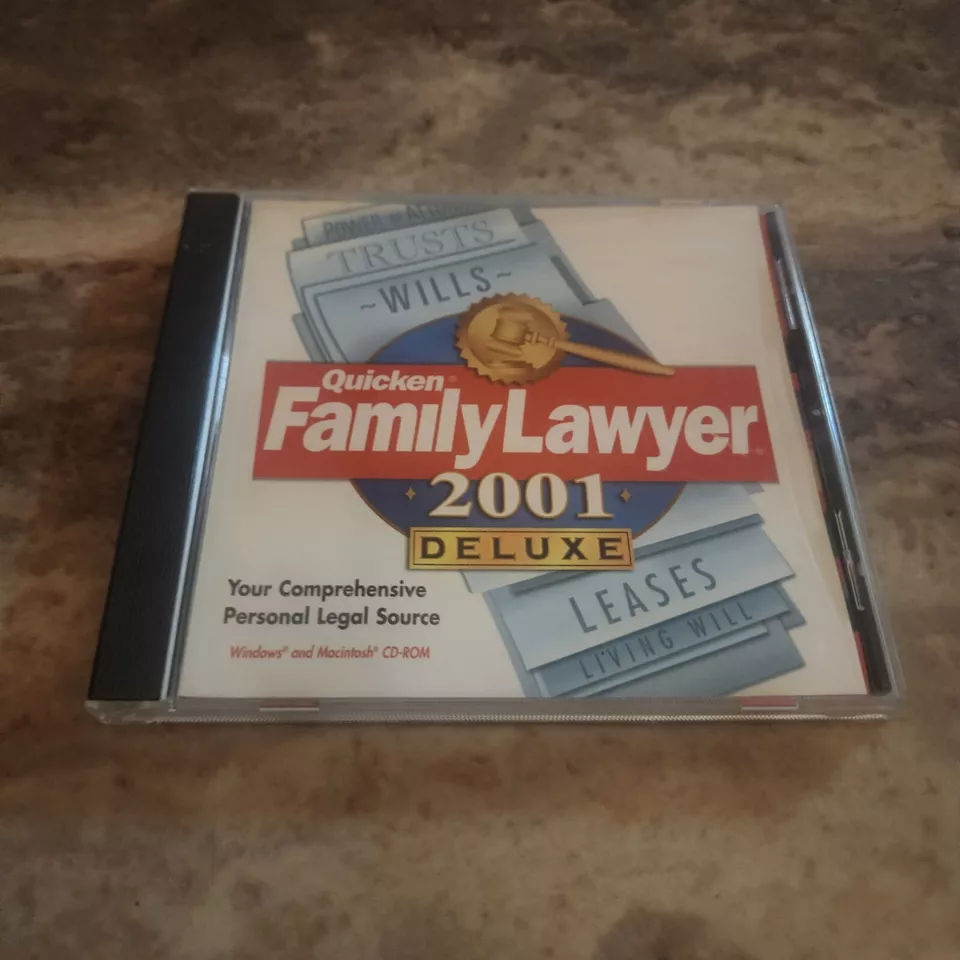 POWER OF ATTORNEY
TRUSTS
~WILLS~
Quicken®
FamilyLawyer®
2001
DELUXE
Your Comprehensive
Personal Legal Source
Windows® and Macintosh® CD-ROM
LEASES
LIVING WILL